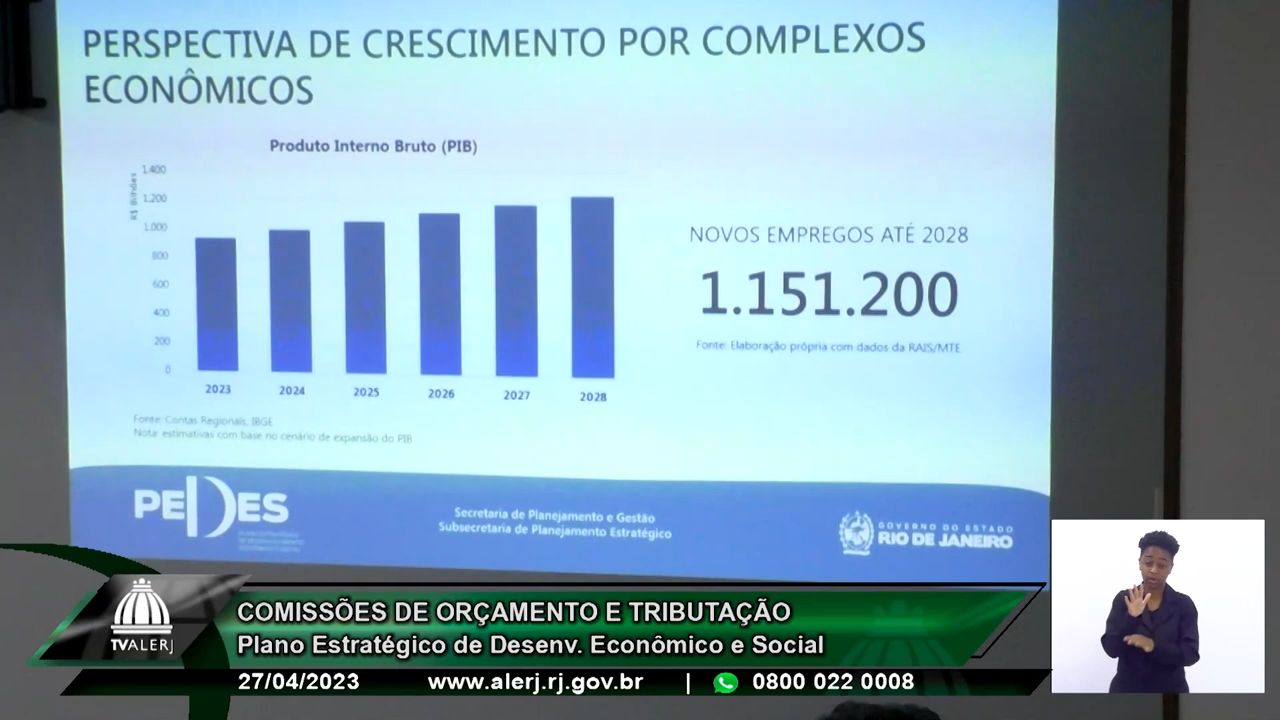 PERSPECTIVA DE CRESCIMENTO POR COMPLEXOS
ECONÔMICOS
Produto Interno Bruto (PIB)
R$ Bilhões
1.400
1.200
1.000
800
600
400
200
0
2023
2024
2025
2026
2027
2028
Fonte: Contas Regionais, IBGE
Nota: estimativas com base no cenário de expansão do PIB
NOVOS EMPREGOS ATÉ 2028
1.151.200
Fonte: Elaboração própria com dados da RAIS/MTE
PEDES
Secretaria de Planejamento e Gestão
Subsecretaria de Planejamento Estratégico
GOVERNO DO ESTADO
RIO DE JANEIRO
TVALERJ
COMISSÕES DE ORÇAMENTO E TRIBUTAÇÃO
Plano Estratégico de Desenv. Econômico e Social
27/04/2023 www.alerj.rj.gov.br | 0800 022 0008